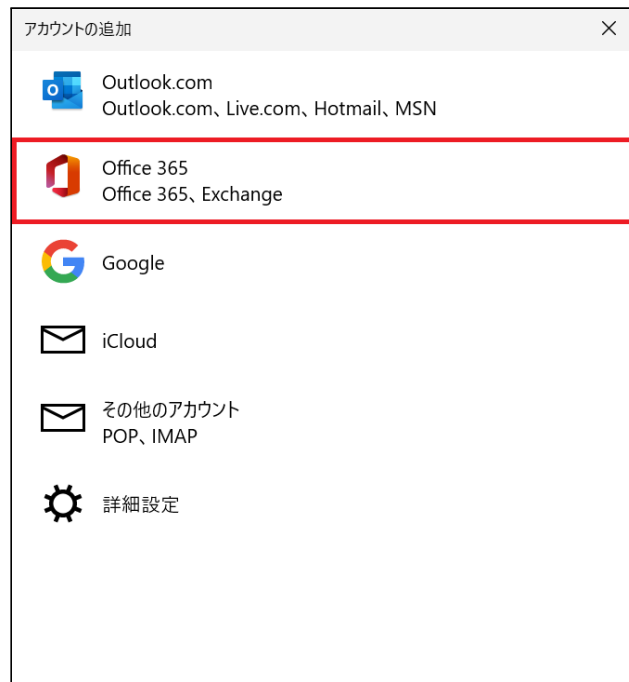 アカウントの追加
Outlook.com
Outlook.com、Live.com、Hotmail、MSN
Office 365
Office 365、Exchange
Google
iCloud
その他のアカウント
POP、IMAP
詳細設定